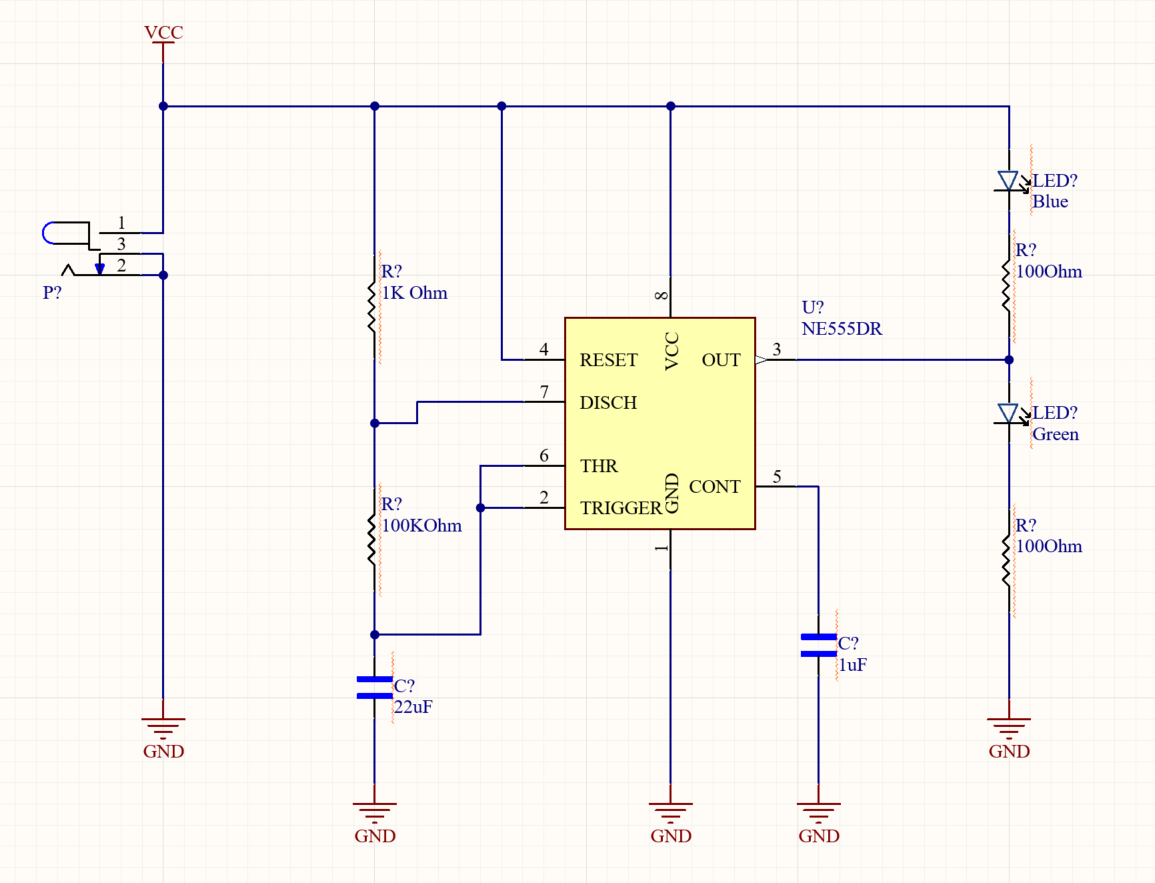 VCC
LED?
Blue
1
3
2
P?
R?
1K Ohm
R?
100Ohm
8
U?
NE555DR
4
RESET
VCC
OUT
3
7
DISCH
LED?
Green
6
THR
GND
CONT
5
2
TRIGGER
R?
100KOhm
R?
100Ohm
1
C?
1uF
C?
22uF
GND
GND
GND
GND
GND